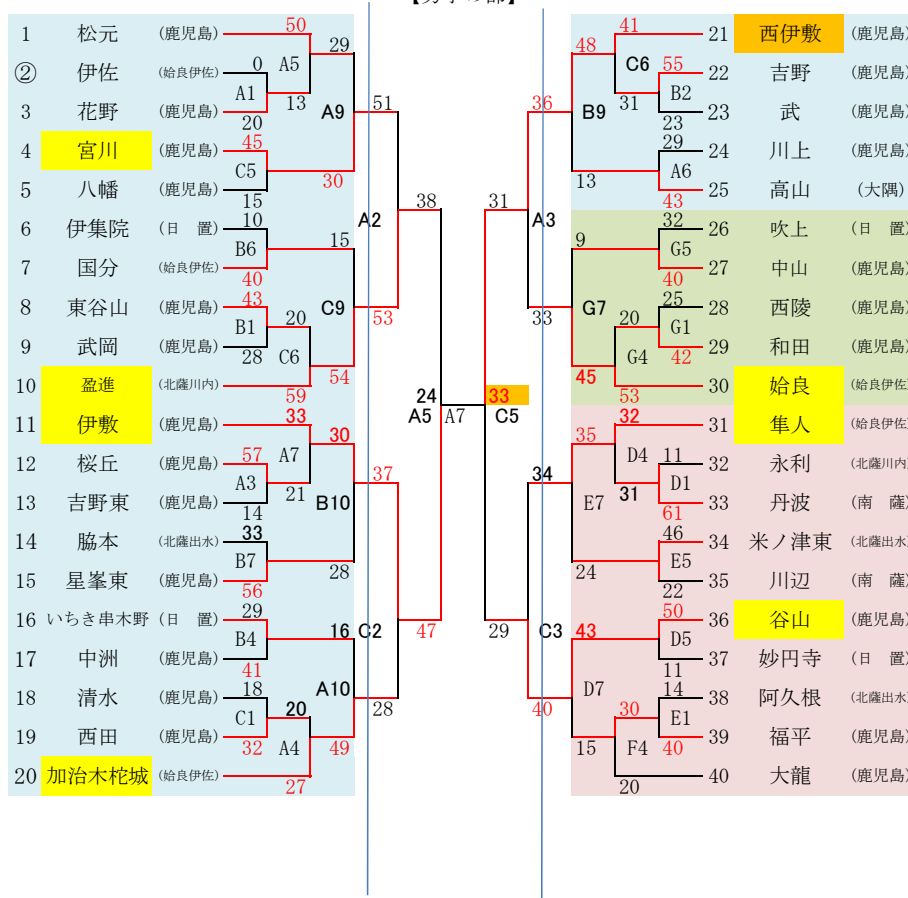 50 41
1 松元 (鹿児島) 29 48 21 西伊敷 (鹿児島)
A5 C6
② 伊佐 (姶良伊佐) 0 55 22 吉野 (鹿児島)
A1 13 31 B2
3 花野 (鹿児島) 20 A9 51 36 B9 23 23 武 (鹿児島)
4 宮川 (鹿児島) 45 29 24 川上 (鹿児島)
C5 30 13 A6
5 八幡 (鹿児島) 15 43 25 高山 (大隅)
38 31
6 伊集院 (日 置) 10 A2 A3 32 26 吹上 (日 置)
B6 15 9 G5
7 国分 (姶良伊佐) 40 40 27 中山 (鹿児島)
8 東谷山 (鹿児島) 43 C9 G7 25 28 西陵 (鹿児島)
B1 20 53 33 20 G1
9 武岡 (鹿児島) 28 C6 G4 42 29 和田 (鹿児島)
54 45
10 盈進 (北薩川内) 59 53 30 姶良 (姶良伊佐)
24 33
A5 A7 C5
11 伊敷 (鹿児島) 33 32 31 隼人 (姶良伊佐)
30 35
A7 D4
12 桜丘 (鹿児島) 57 37 34 11 32 永利 (北薩川内)
A3 21 31 D1
13 吉野東 (鹿児島) 14 B10 E7 61 33 丹波 (南 薩)
14 脇本 (北薩出水) 33 46 34 米ノ津東 (北薩出水)
B7 28 24 E5
15 星峯東 (鹿児島) 56 22 35 川辺 (南 薩)
16 いちき串木野 (日 置) 29 50 36 谷山 (鹿児島)
B4 16 C2 47 29 C3 43 D5
17 中洲 (鹿児島) 41 11 37 妙円寺 (日 置)
18 清水 (鹿児島) 18 A10 D7 14 38 阿久根 (北薩出水)
C1 20 28 40 30 E1
19 西田 (鹿児島) 32 A4 49 15 F4 40 39 福平 (鹿児島)
20 加治木柁城 (姶良伊佐) 27 20 40 大龍 (鹿児島)